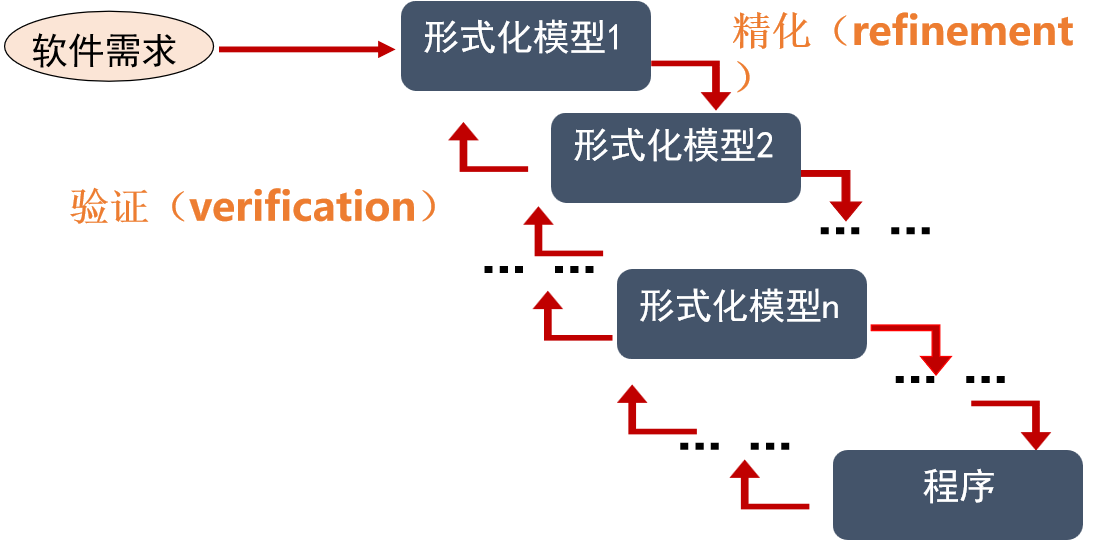 软件需求
形式化模型1
精化（refinement
）
形式化模型2
验证（verification）
... ...
... ...
形式化模型n
... ...
... ...
程序